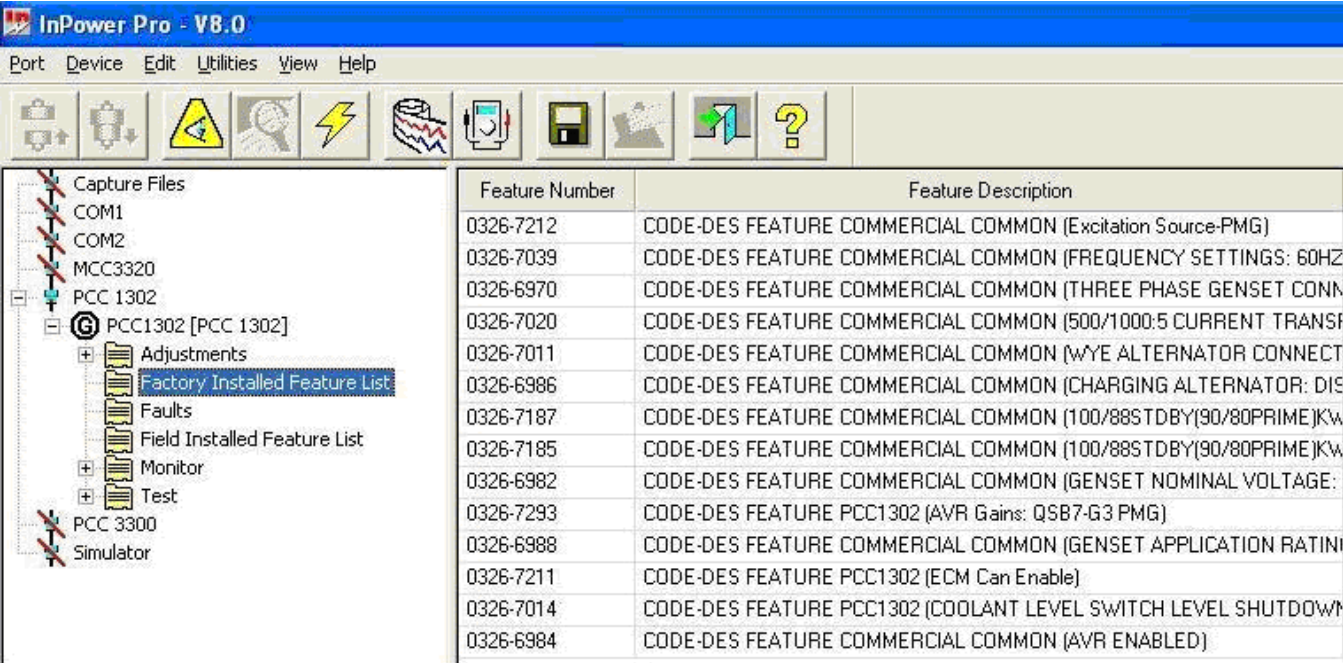 InPower Pro - V8.0
Port Device Edit Utilities View Help
Capture Files
COM1
COM2
MCC3320
PCC 1302
G PCC1302 [PCC 1302]
Adjustments
Factory Installed Feature List
Faults
Field Installed Feature List
Monitor
Test
PCC 3300
Simulator
Feature Number Feature Description
0326-7212 CODE-DES FEATURE COMMERCIAL COMMON (Excitation Source-PMG)
0326-7039 CODE-DES FEATURE COMMERCIAL COMMON (FREQUENCY SETTINGS: 60HZ
0326-6970 CODE-DES FEATURE COMMERCIAL COMMON (THREE PHASE GENSET CONN
0326-7020 CODE-DES FEATURE COMMERCIAL COMMON (500/1000:5 CURRENT TRANSF
0326-7011 CODE-DES FEATURE COMMERCIAL COMMON (WYE ALTERNATOR CONNECT
0326-6986 CODE-DES FEATURE COMMERCIAL COMMON (CHARGING ALTERNATOR: DIS
0326-7187 CODE-DES FEATURE COMMERCIAL COMMON (100/88STDBY(90/80PRIME)KW
0326-7185 CODE-DES FEATURE COMMERCIAL COMMON (100/88STDBY(90/80PRIME)KW
0326-6982 CODE-DES FEATURE COMMERCIAL COMMON (GENSET NOMINAL VOLTAGE:
0326-7293 CODE-DES FEATURE PCC1302 (AVR Gains: QSB7-G3 PMG)
0326-6988 CODE-DES FEATURE COMMERCIAL COMMON (GENSET APPLICATION RATIN
0326-7211 CODE-DES FEATURE PCC1302 (ECM Can Enable)
0326-7014 CODE-DES FEATURE PCC1302 (COOLANT LEVEL SWITCH LEVEL SHUTDOWN
0326-6984 CODE-DES FEATURE COMMERCIAL COMMON (AVR ENABLED)